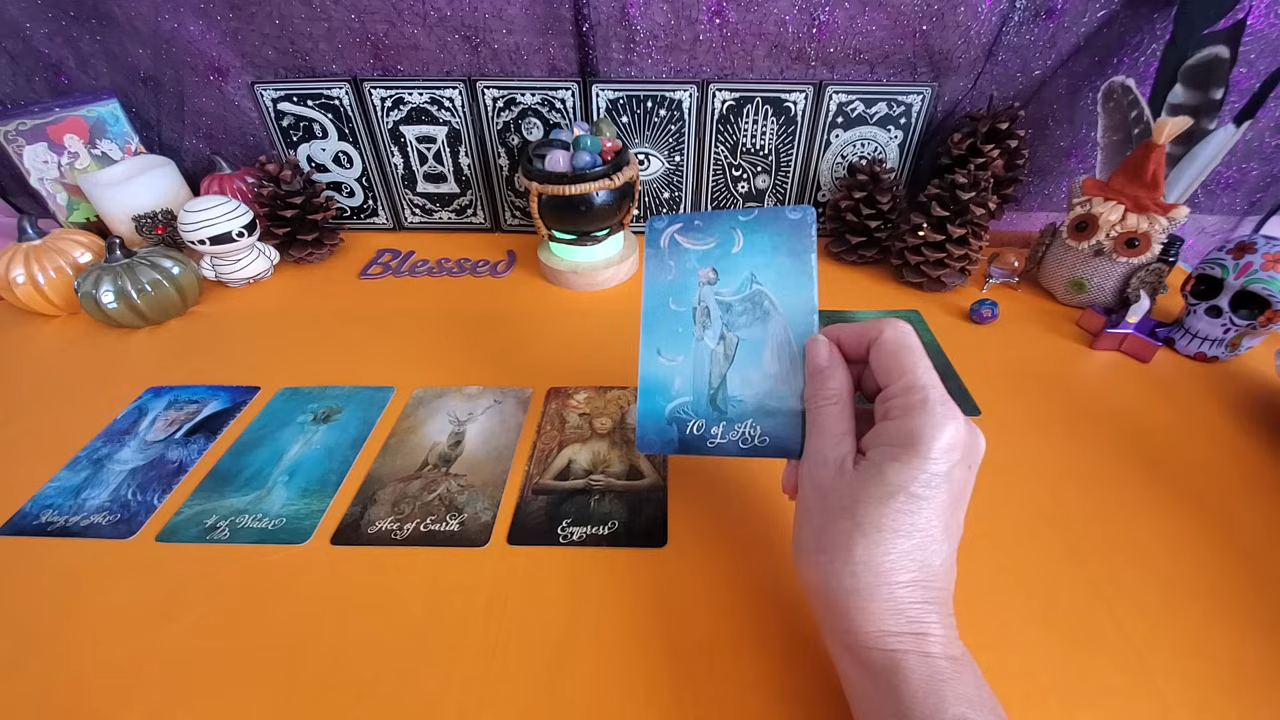 Blessed
10 of Air
King of Air
4 of Water
Ace of Earth
Empress